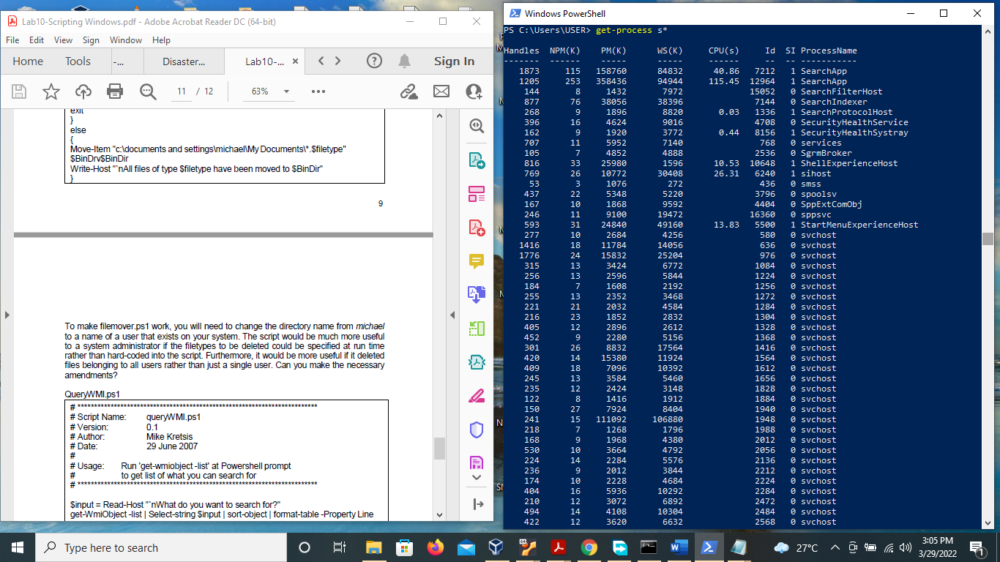 Lab10-Scripting Windows.pdf - Adobe Acrobat Reader DC (64-bit)
File Edit View Sign Window Help
Home Tools -... Disaster... Lab10-... Sign In
11 / 12 63%
exit
}
else
{
Move-Item "c:\documents and settings\michael\My Documents\*.$filetype"
$BinDrv$BinDir
Write-Host "`nAll files of type $filetype have been moved to $BinDir"
}
9
To make filemover.ps1 work, you will need to change the directory name from michael
to a name of a user that exists on your system. The script would be much more useful
to a system administrator if the filetypes to be deleted could be specified at run time
rather than hard-coded into the script. Furthermore, it would be more useful if it deleted
files belonging to all users rather than just a single user. Can you make the necessary
amendments?
QueryWMI.ps1
# *************************************************************************
# Script Name: queryWMI.ps1
# Version: 0.1
# Author: Mike Kretsis
# Date: 29 June 2007
#
# Usage: Run 'get-wmiobject -list' at Powershell prompt
# to get list of what you can search for
# *************************************************************************
$input = Read-Host "`nWhat do you want to search for?"
get-WmiObject -list | Select-string $input | sort-object | format-table -Property Line
Windows PowerShell
PS C:\Users\USER> get-process s*
Handles NPM(K) PM(K) WS(K) CPU(s) Id SI ProcessName
------- ------ ----- ----- ------ -- -- -----------
1873 115 158760 84832 40.86 7212 1 SearchApp
1205 253 358436 94944 115.45 12964 1 SearchApp
144 8 1432 7972 15052 0 SearchFilterHost
877 76 38056 38396 7144 0 SearchIndexer
268 9 1896 8820 0.03 1336 1 SearchProtocolHost
396 16 4624 9016 4708 0 SecurityHealthService
162 9 1920 3772 0.44 8156 1 SecurityHealthSystray
707 11 5952 7140 768 0 services
105 7 4852 4888 2536 0 SgrmBroker
816 33 25980 1596 10.53 10648 1 ShellExperienceHost
769 26 10772 30408 26.31 6240 1 sihost
53 3 1076 272 436 0 smss
437 22 5348 5220 3796 0 spoolsv
167 10 1868 9592 4404 0 SppExtComObj
246 11 9100 19472 16360 0 sppsvc
593 31 24840 49160 13.83 5500 1 StartMenuExperienceHost
277 10 2684 4256 580 0 svchost
1416 18 11784 14056 636 0 svchost
1776 24 15832 25204 976 0 svchost
315 13 3424 6772 1084 0 svchost
256 13 2596 5844 1224 0 svchost
184 7 1608 2192 1256 0 svchost
255 13 2352 3468 1272 0 svchost
221 21 2032 4584 1284 0 svchost
216 23 1852 2832 1304 0 svchost
405 12 2896 2612 1328 0 svchost
452 9 2280 5156 1368 0 svchost
301 26 8832 17564 1416 0 svchost
420 14 15380 11924 1564 0 svchost
409 18 7096 10392 1612 0 svchost
245 13 3584 5460 1656 0 svchost
235 12 2424 3148 1828 0 svchost
122 8 1416 1912 1884 0 svchost
150 27 7924 8404 1940 0 svchost
241 15 111092 106880 1948 0 svchost
218 7 1268 1796 1988 0 svchost
168 9 1968 4380 2012 0 svchost
530 10 3664 4792 2056 0 svchost
224 14 2284 5576 2136 0 svchost
236 9 2012 3844 2212 0 svchost
174 10 2228 4684 2224 0 svchost
404 16 5936 10292 2284 0 svchost
210 12 3072 6892 2472 0 svchost
494 14 4108 10304 2484 0 svchost
422 12 3620 6632 2568 0 svchost
Type here to search
27°C
3:05 PM
3/29/2022
1